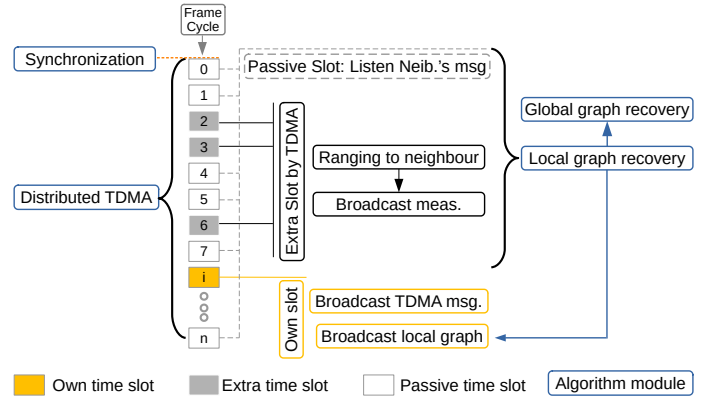 Frame
Cycle
Synchronization
0
Passive Slot: Listen Neib.'s msg
1
2
3
4
5
6
7
i
n
Extra Slot by TDMA
Ranging to neighbour
Broadcast meas.
Global graph recovery
Local graph recovery
Distributed TDMA
Own slot
Broadcast TDMA msg.
Broadcast local graph
Own time slot
Extra time slot
Passive time slot
Algorithm module